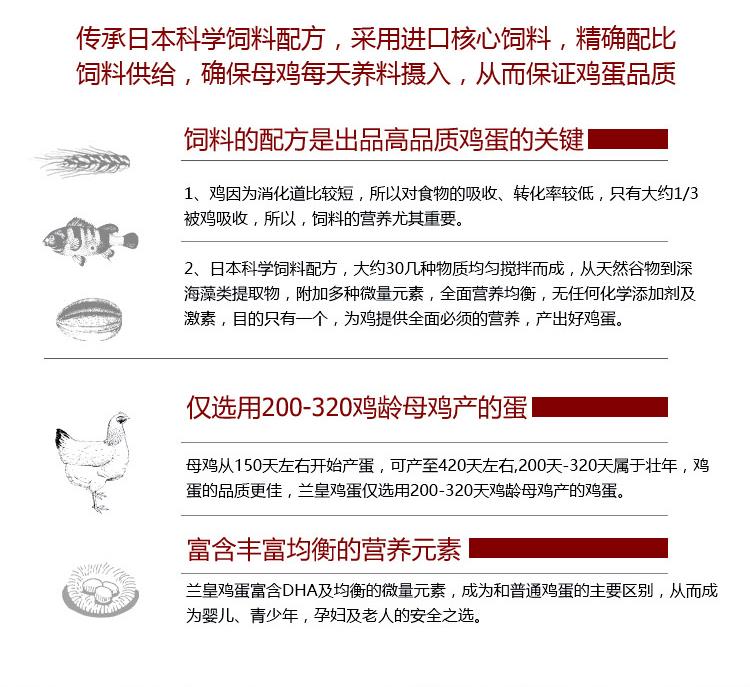 传承日本科学饲料配方，采用进口核心饲料，精确配比
饲料供给，确保母鸡每天养料摄入，从而保证鸡蛋品质
饲料的配方是出品高品质鸡蛋的关键
1、鸡因为消化道比较短，所以对食物的吸收、转化率较低，只有大约1/3
被鸡吸收，所以，饲料的营养尤其重要。
2、日本科学饲料配方，大约30几种物质均匀搅拌而成，从天然谷物到深
海藻类提取物，附加多种微量元素，全面营养均衡，无任何化学添加剂及
激素，目的只有一个，为鸡提供全面必须的营养，产出好鸡蛋。
仅选用200-320鸡龄母鸡产的蛋
母鸡从150天左右开始产蛋，可产至420天左右,200天-320天属于壮年，鸡
蛋的品质更佳，兰皇鸡蛋仅选用200-320天鸡龄母鸡产的鸡蛋。
富含丰富均衡的营养元素
兰皇鸡蛋富含DHA及均衡的微量元素，成为和普通鸡蛋的主要区别，从而成
为婴儿、青少年，孕妇及老人的安全之选。